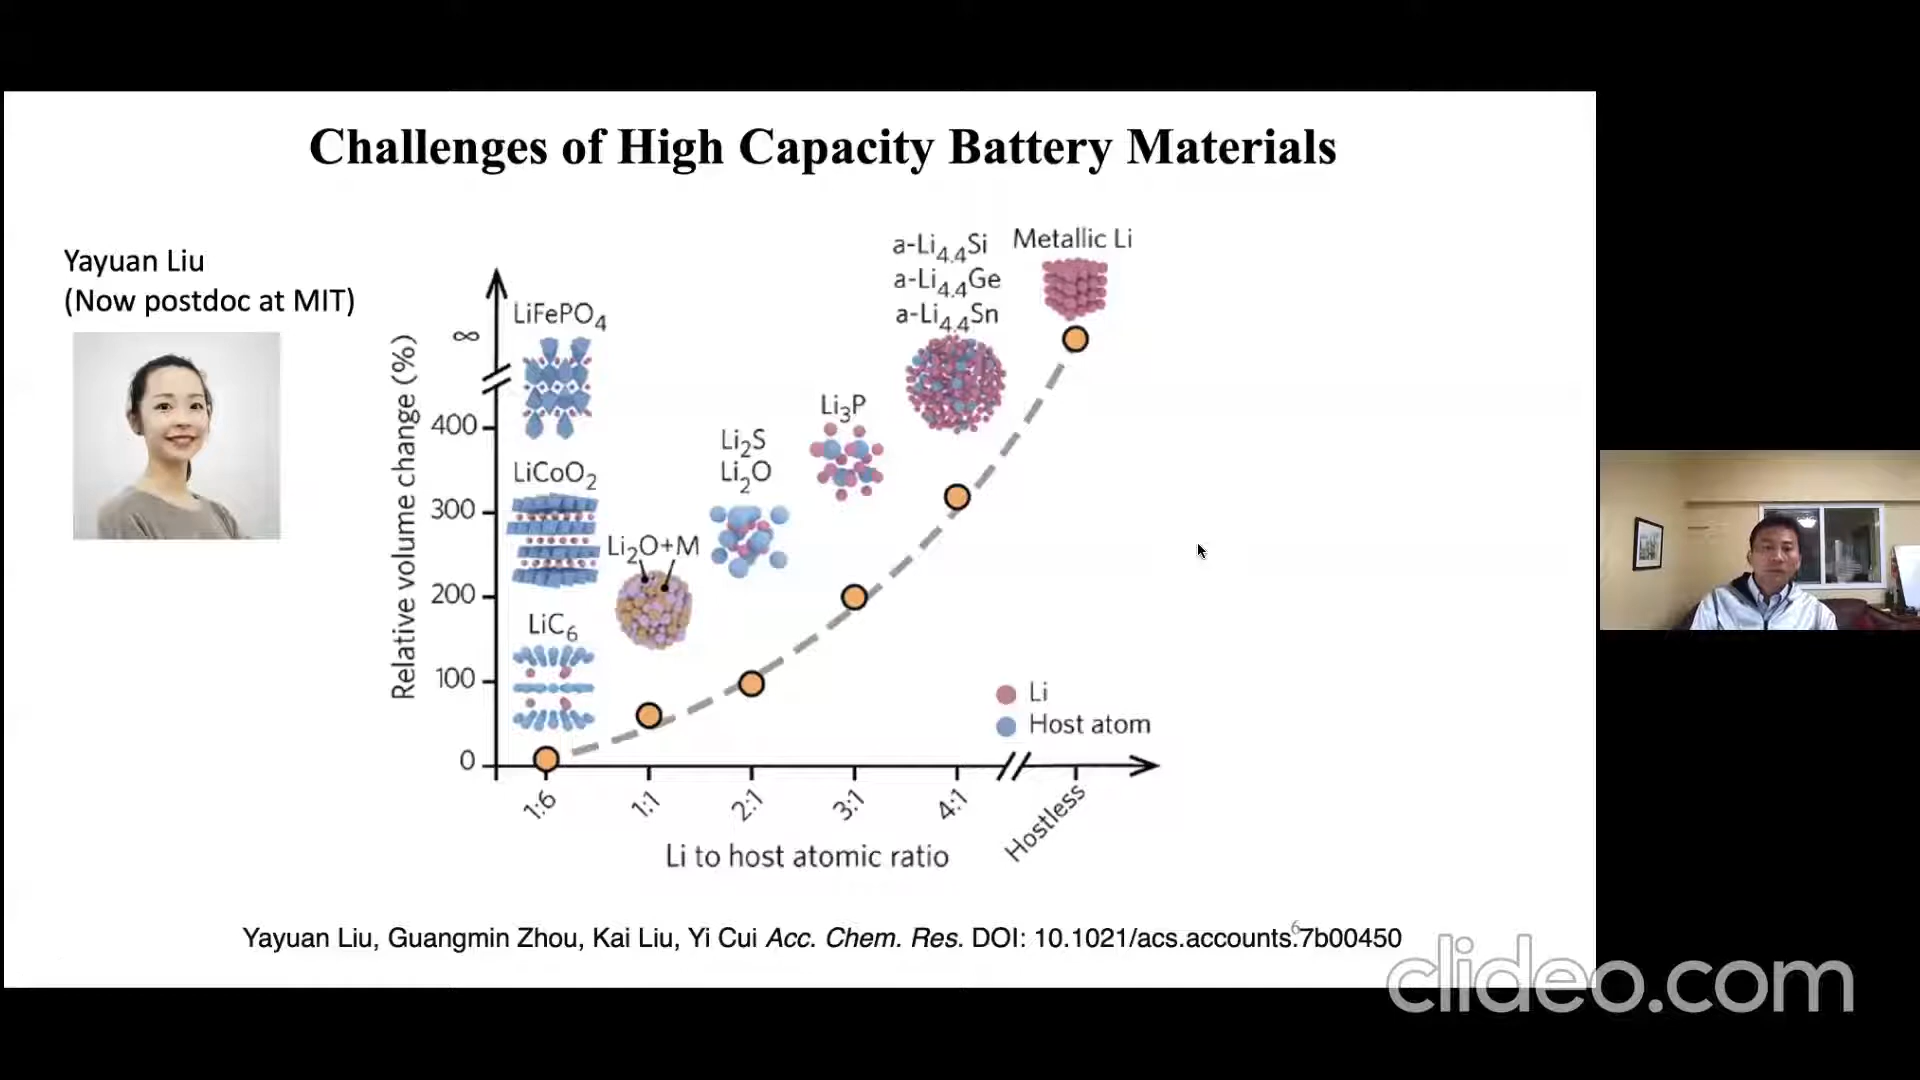 Challenges of High Capacity Battery Materials
Yayuan Liu
(Now postdoc at MIT)
Relative volume change (%)
∞
400
300
200
100
0
LiFePO₄
LiCoO₂
LiC₆
Li₂O+M
Li₂S
Li₂O
Li₃P
a-Li₄.₄Si
a-Li₄.₄Ge
a-Li₄.₄Sn
Metallic Li
Li
Host atom
1:6
1:1
2:1
3:1
4:1
Hostless
Li to host atomic ratio
Yayuan Liu, Guangmin Zhou, Kai Liu, Yi Cui Acc. Chem. Res. DOI: 10.1021/acs.accounts.7b00450
6
clideo.com